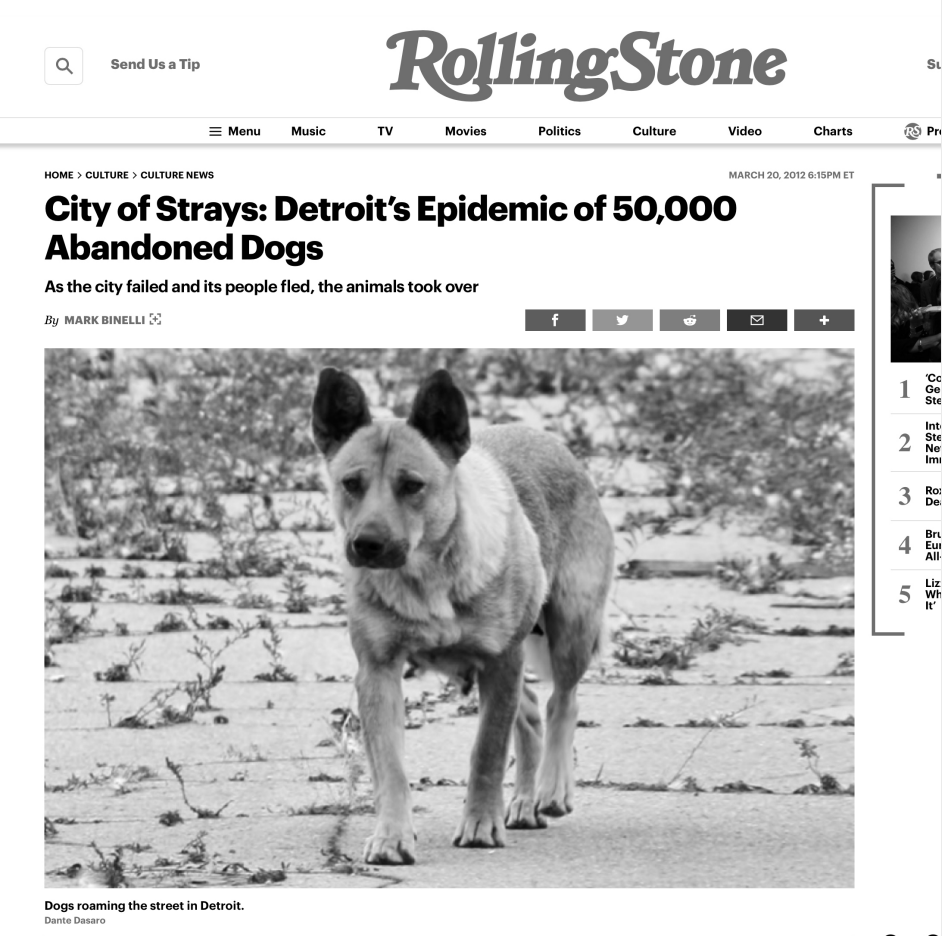 Send Us a Tip
RollingStone
Menu Music TV Movies Politics Culture Video Charts
HOME > CULTURE > CULTURE NEWS
MARCH 20, 2012 6:15PM ET
City of Strays: Detroit’s Epidemic of 50,000
Abandoned Dogs
As the city failed and its people fled, the animals took over
By MARK BINELLI
Dogs roaming the street in Detroit.
Dante Dasaro
1
2
3
4
5